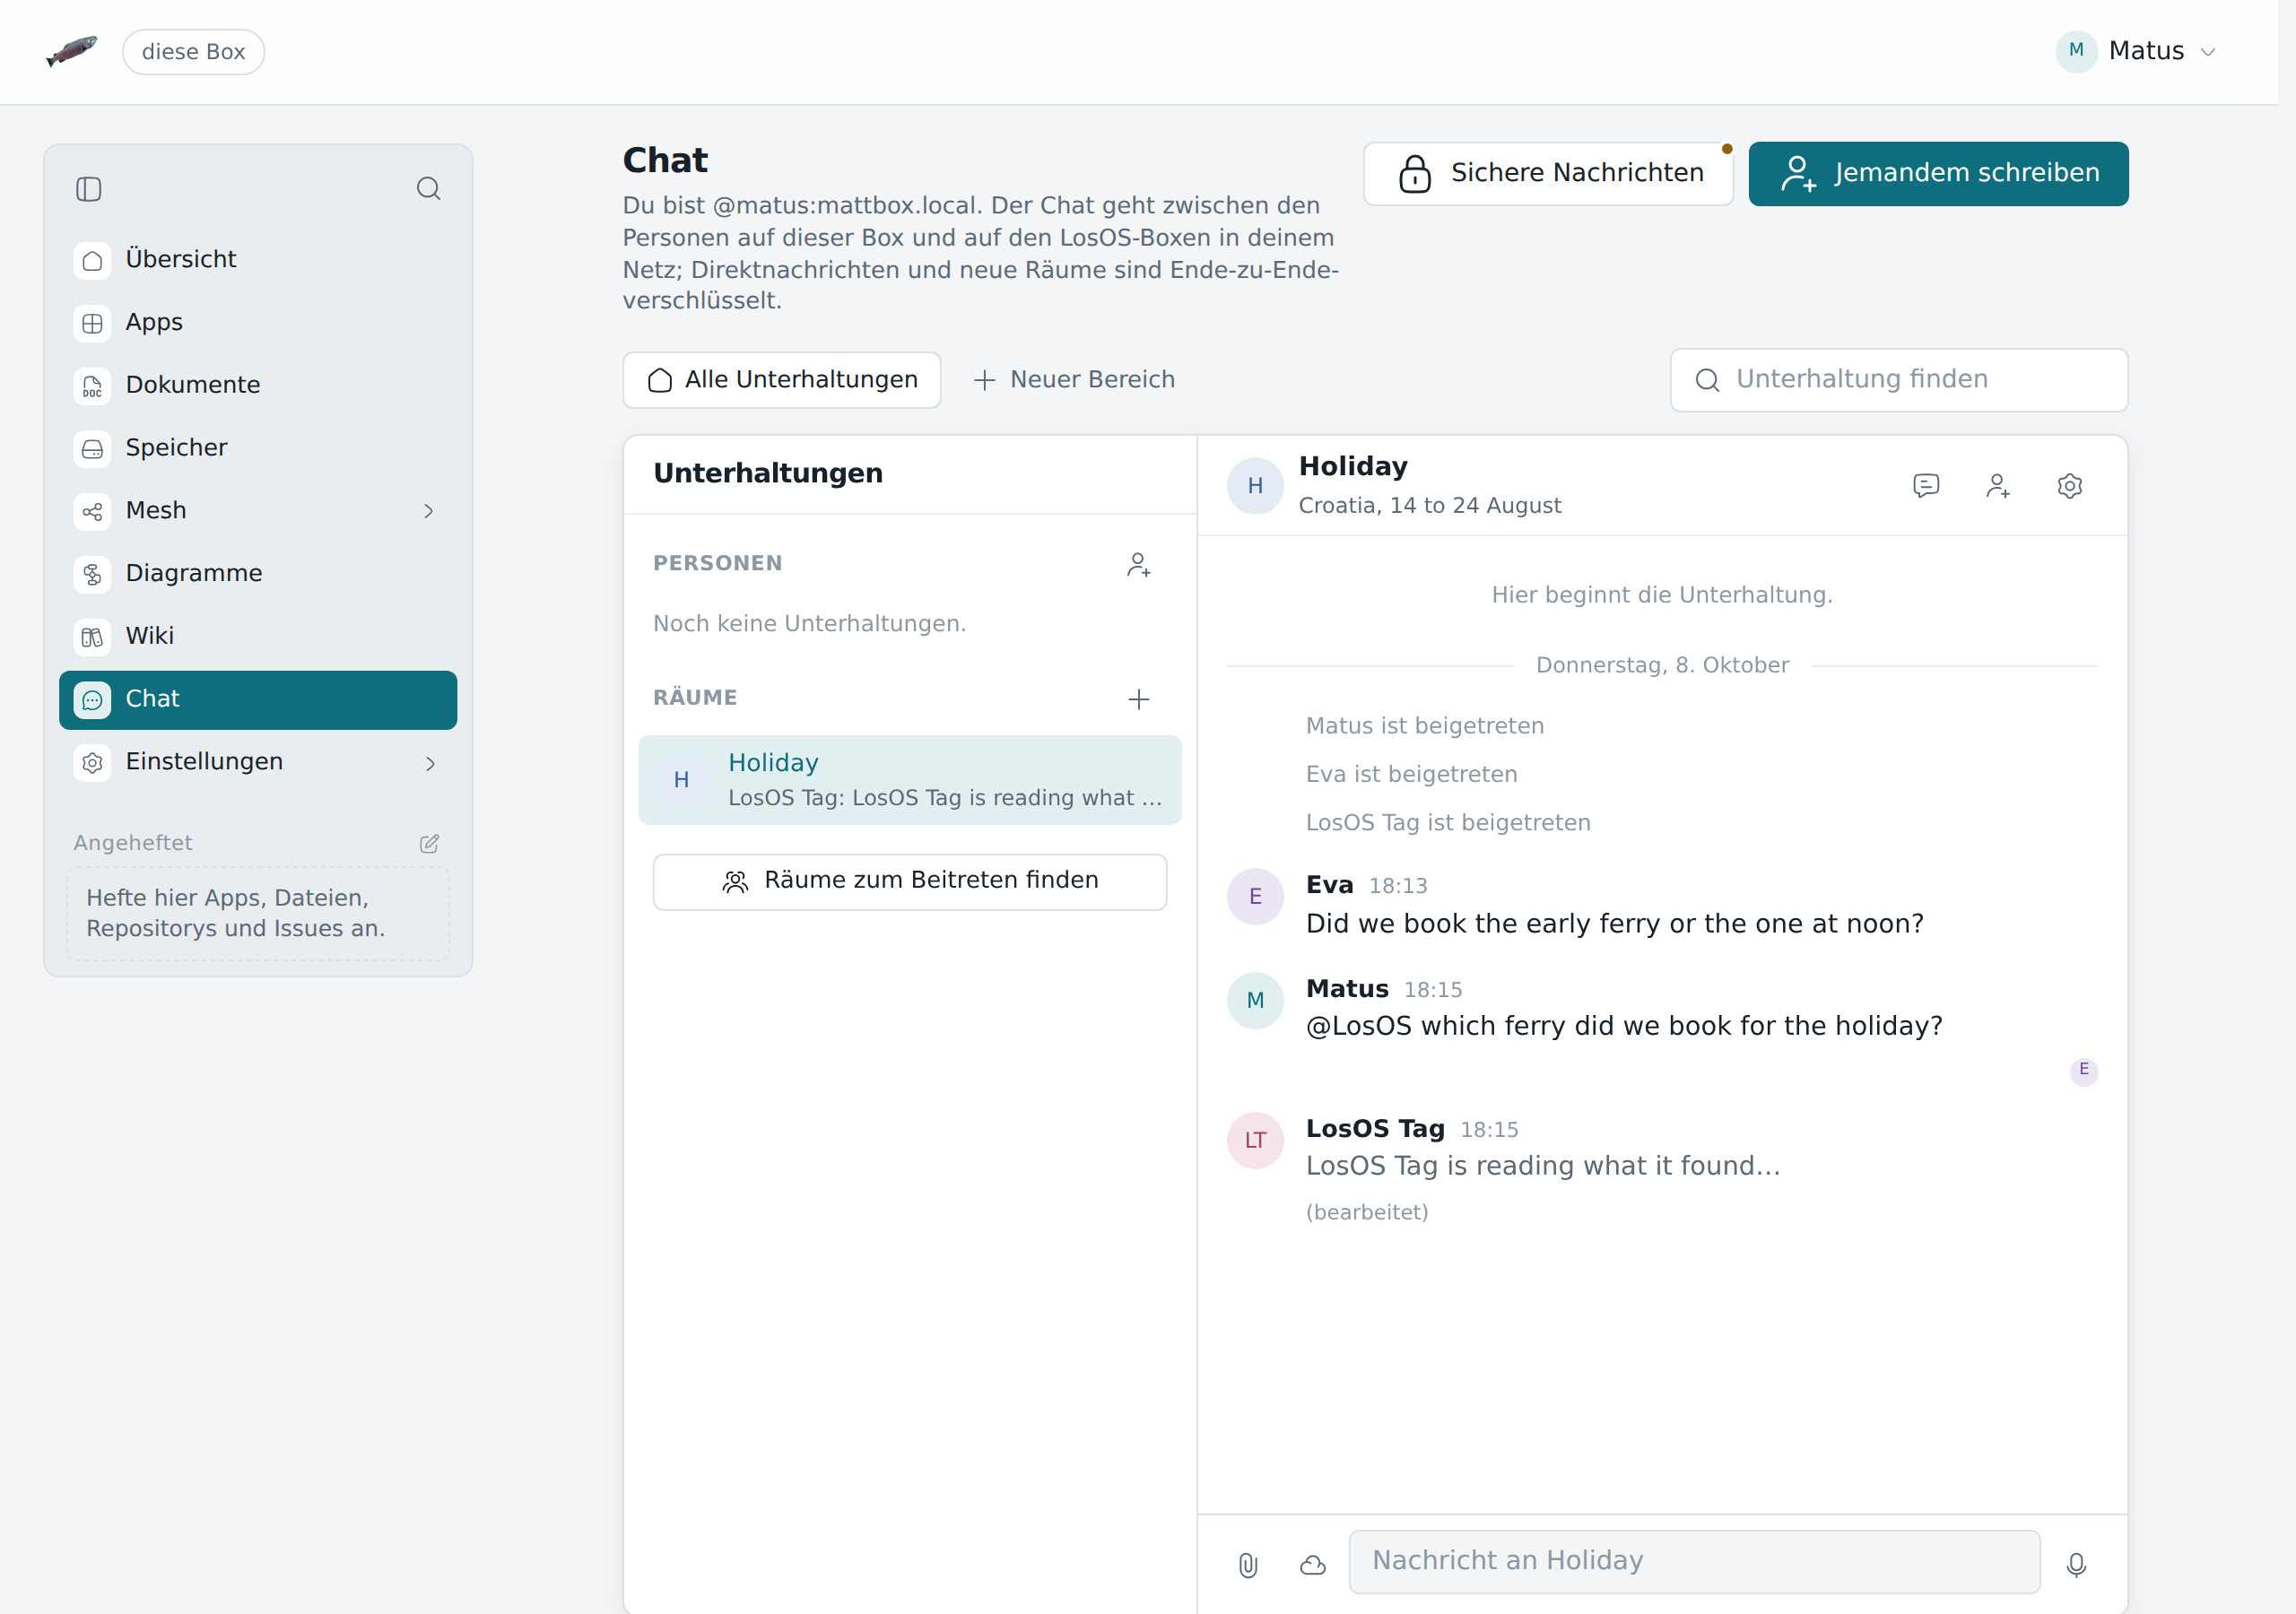 diese Box
M Matus
Übersicht
Apps
Dokumente
DOC
Speicher
Mesh
Diagramme
Wiki
Chat
Einstellungen
Angeheftet
Hefte hier Apps, Dateien,
Repositorys und Issues an.
Chat
Du bist @matus:mattbox.local. Der Chat geht zwischen den
Personen auf dieser Box und auf den LosOS-Boxen in deinem
Netz; Direktnachrichten und neue Räume sind Ende-zu-Ende-
verschlüsselt.
Sichere Nachrichten
Jemandem schreiben
Alle Unterhaltungen
Neuer Bereich
Unterhaltung finden
Unterhaltungen
PERSONEN
Noch keine Unterhaltungen.
RÄUME
H
Holiday
LosOS Tag: LosOS Tag is reading what …
Räume zum Beitreten finden
H
Holiday
Croatia, 14 to 24 August
Hier beginnt die Unterhaltung.
Donnerstag, 8. Oktober
Matus ist beigetreten
Eva ist beigetreten
LosOS Tag ist beigetreten
E
Eva 18:13
Did we book the early ferry or the one at noon?
M
Matus 18:15
@LosOS which ferry did we book for the holiday?
E
LT
LosOS Tag 18:15
LosOS Tag is reading what it found…
(bearbeitet)
Nachricht an Holiday